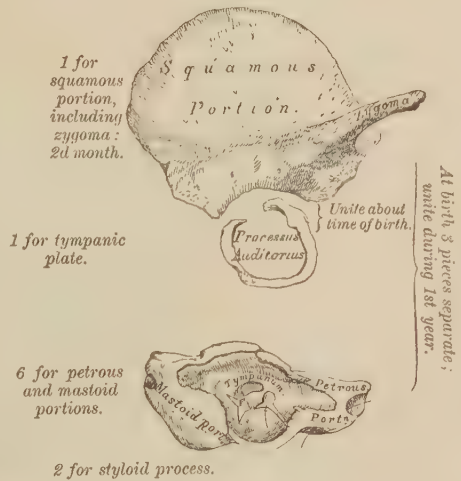 1 for
squamous
portion,
including
zygoma:
2d month.
Squamous
Portion.
Zygoma
Unite about
time of birth.
1 for tympanic
plate.
Processus
Auditorius
At birth 3 pieces separate;
unite during 1st year.
6 for petrous
and mastoid
portions.
Mastoid Port
Tympanum
Petrous
Portn
2 for styloid process.